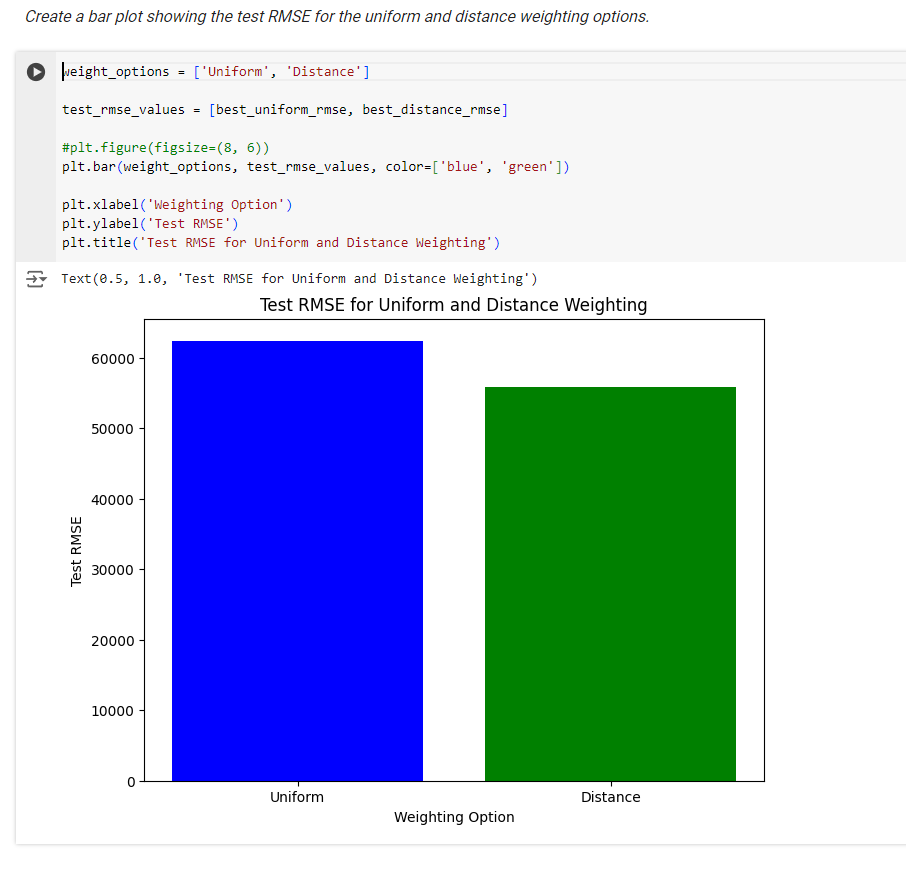 Create a bar plot showing the test RMSE for the uniform and distance weighting options.
weight_options = ['Uniform', 'Distance']
test_rmse_values = [best_uniform_rmse, best_distance_rmse]
#plt.figure(figsize=(8, 6))
plt.bar(weight_options, test_rmse_values, color=['blue', 'green'])
plt.xlabel('Weighting Option')
plt.ylabel('Test RMSE')
plt.title('Test RMSE for Uniform and Distance Weighting')
Text(0.5, 1.0, 'Test RMSE for Uniform and Distance Weighting')
Test RMSE for Uniform and Distance Weighting
60000
50000
40000
30000
20000
10000
0
Test RMSE
Uniform Distance
Weighting Option